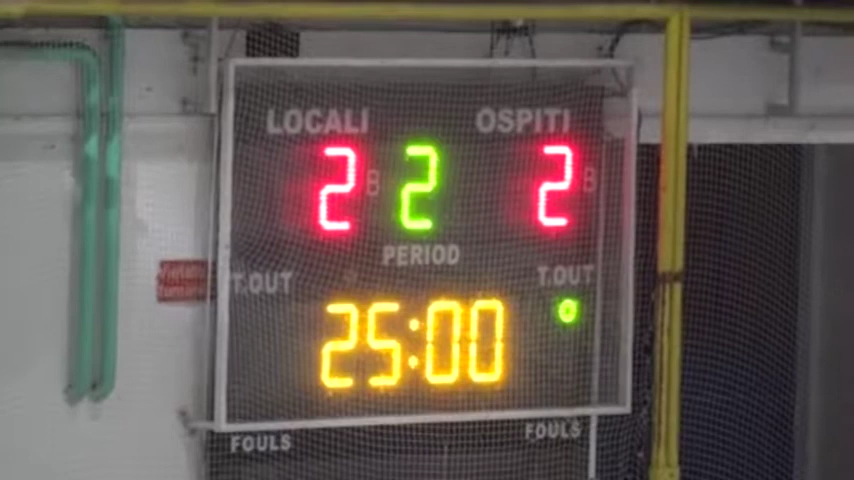 LOCALI OSPITI
2 B 2 2 B
PERIOD
T.OUT T.OUT
25:00
FOULS FOULS